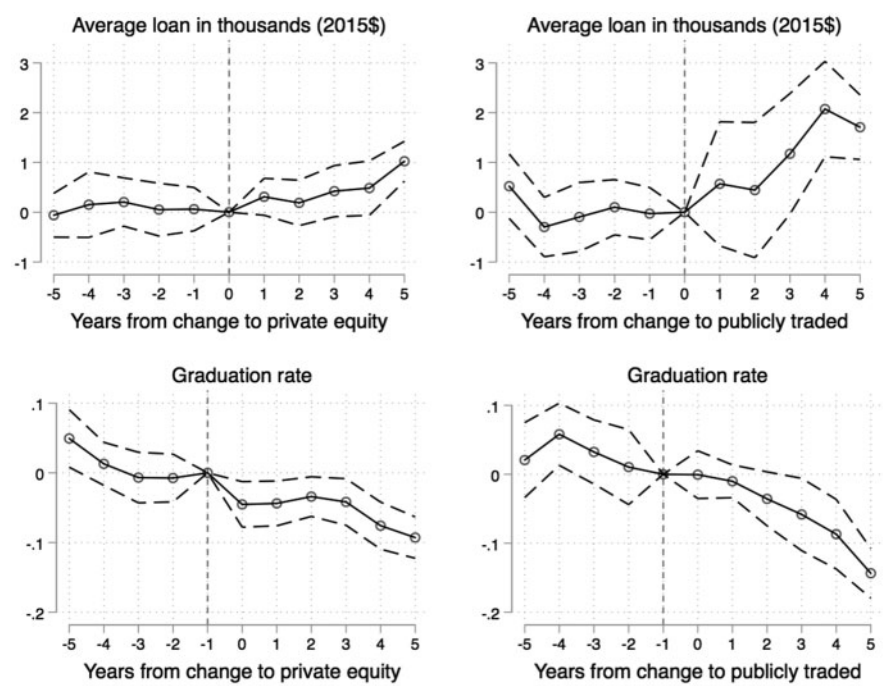 Average loan in thousands (2015$)
3
2
1
0
-1
-5 -4 -3 -2 -1 0 1 2 3 4 5
Years from change to private equity
Average loan in thousands (2015$)
3
2
1
0
-1
-5 -4 -3 -2 -1 0 1 2 3 4 5
Years from change to publicly traded
Graduation rate
.1
0
-.1
-.2
-5 -4 -3 -2 -1 0 1 2 3 4 5
Years from change to private equity
Graduation rate
.1
0
-.1
-.2
-5 -4 -3 -2 -1 0 1 2 3 4 5
Years from change to publicly traded